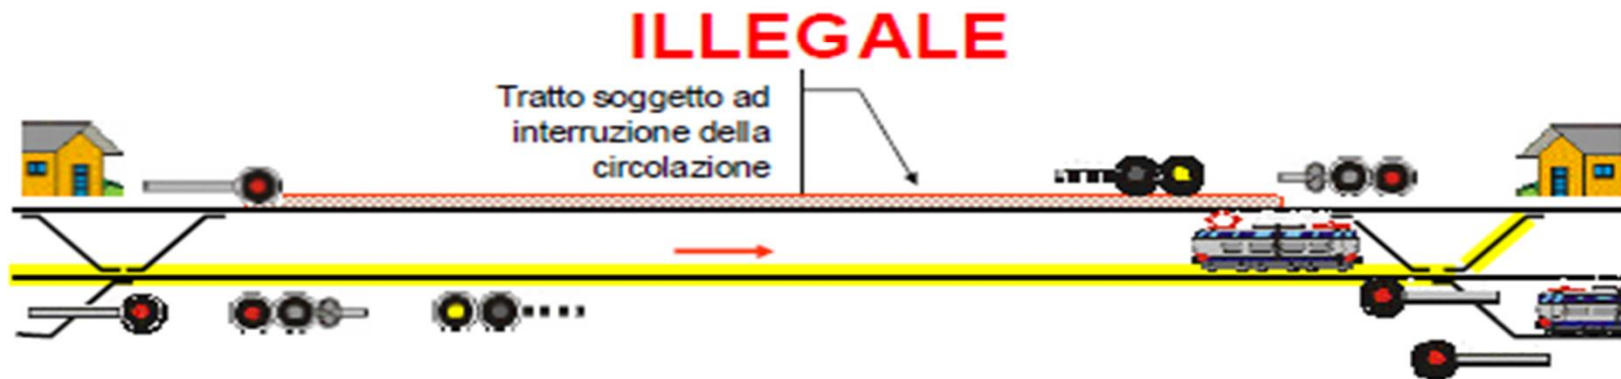 ILLEGALE
Tratto soggetto ad
interruzione della
circolazione